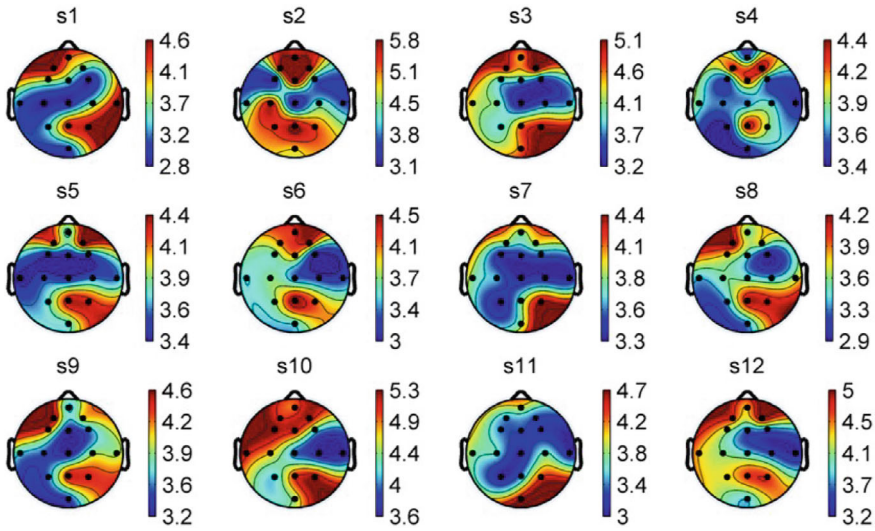 s1 s2 s3 s4
4.6 5.8 5.1 4.4
4.1 5.1 4.6 4.1
3.7 4.5 4.1 3.9
3.2 3.8 3.7 3.6
2.8 3.1 3.2 3.4
s5 s6 s7 s8
4.4 4.5 4.4 4.2
4.1 4.1 4.1 3.9
3.9 3.7 3.8 3.6
3.6 3.4 3.6 3.3
3.4 3 3.3 2.9
s9 s10 s11 s12
4.6 5.3 4.7 5
4.2 4.9 4.3 4.5
3.9 4.4 3.9 4.1
3.6 4 3.4 3.6
3.2 3.6 3 3.2